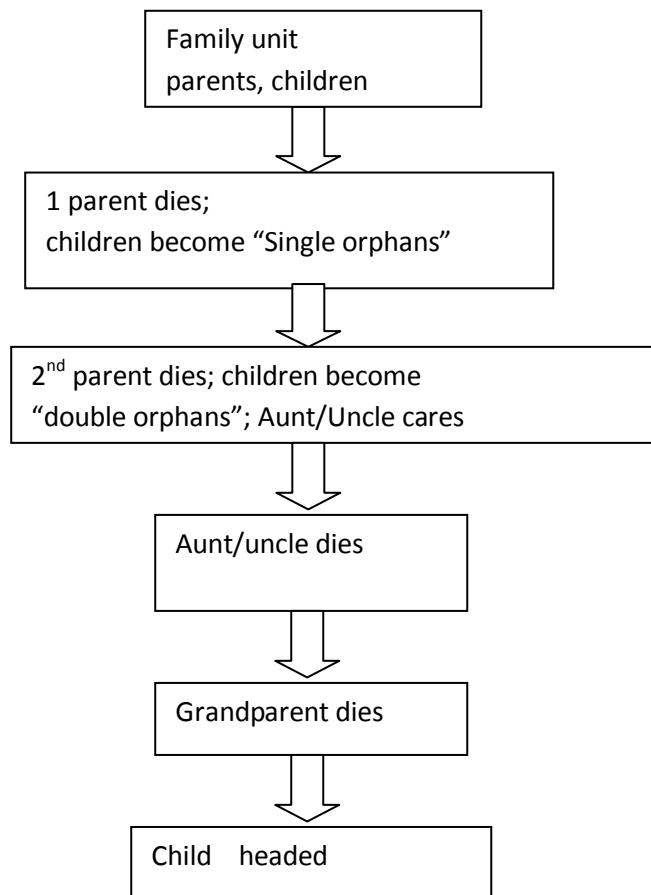 Family unit
parents, children
1 parent dies;
children become “Single orphans”
2nd parent dies; children become
“double orphans”; Aunt/Uncle cares
Aunt/uncle dies
Grandparent dies
Child headed